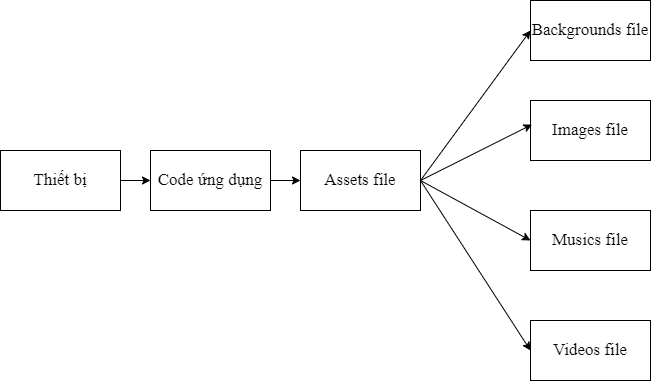 Backgrounds file
Images file
Thiết bị
Code ứng dụng
Assets file
Musics file
Videos file